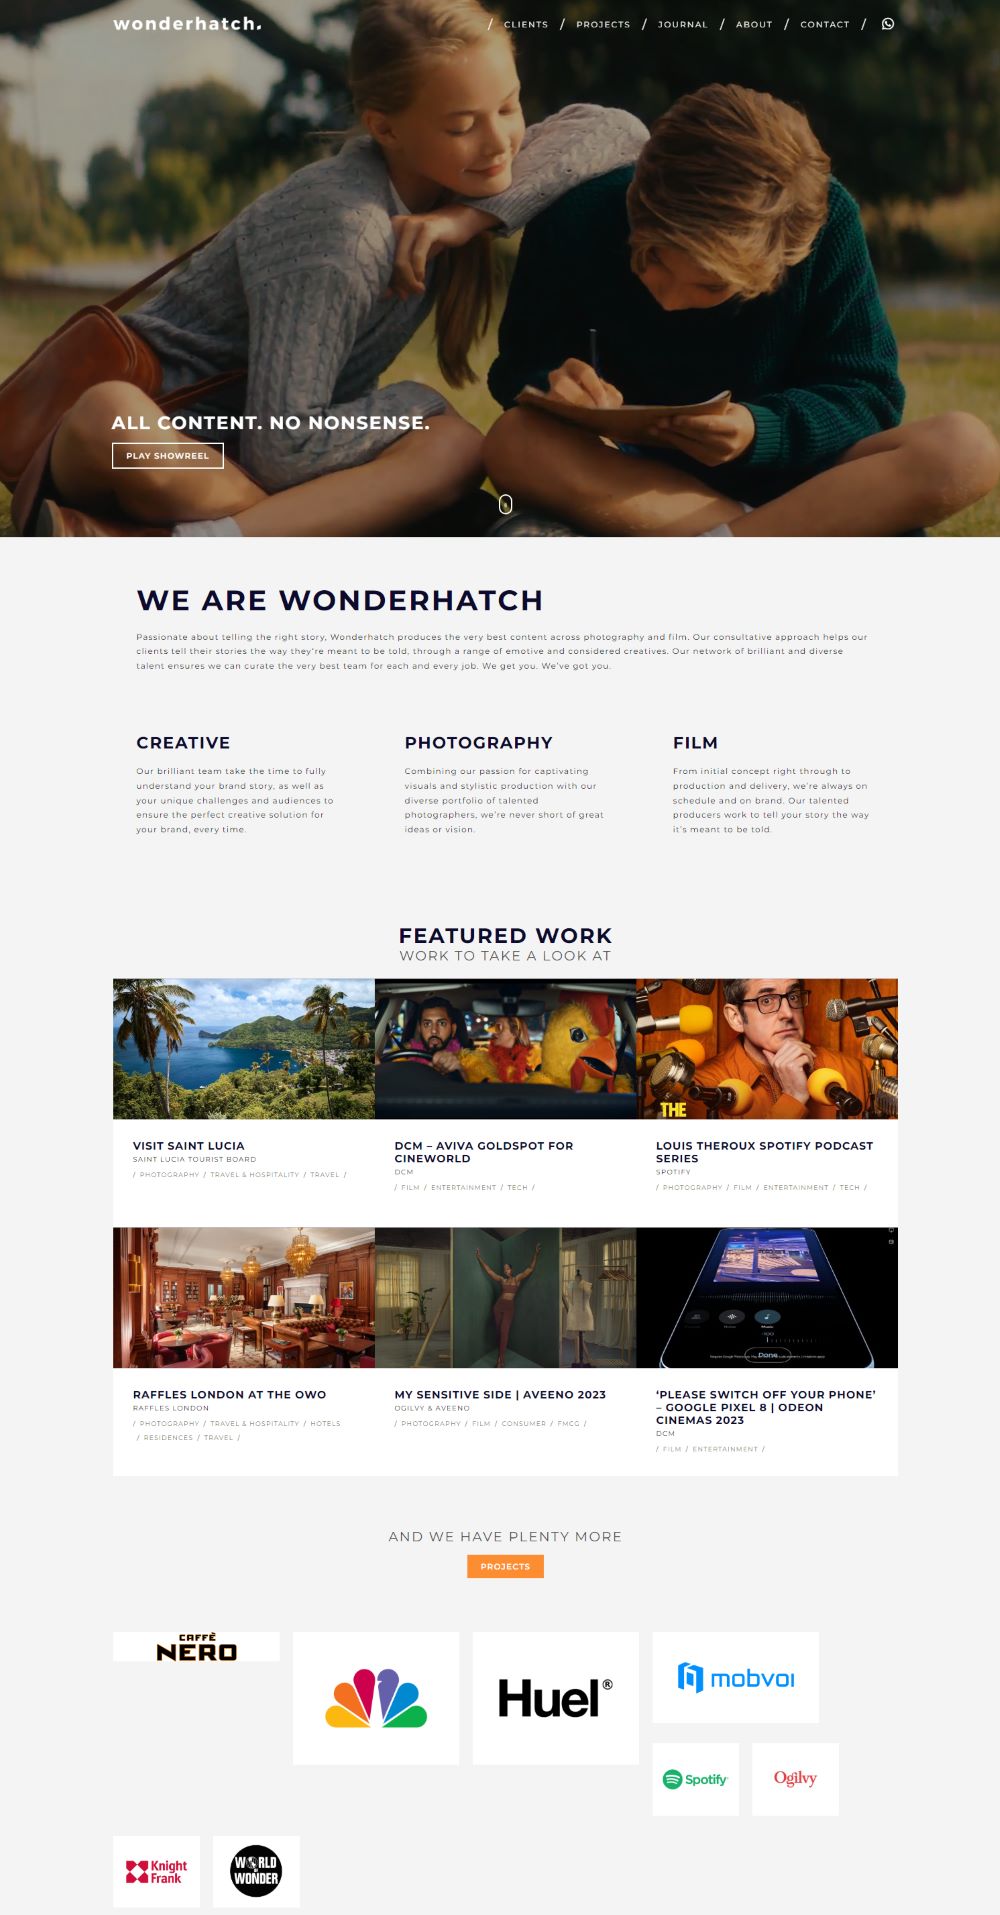 wonderhatch.
/ CLIENTS / PROJECTS / JOURNAL / ABOUT / CONTACT /
ALL CONTENT. NO NONSENSE.
PLAY SHOWREEL
WE ARE WONDERHATCH
Passionate about telling the right story, Wonderhatch produces the very best content across photography and film. Our consultative approach helps our
clients tell their stories the way they're meant to be told, through a range of emotive and considered creatives. Our network of brilliant and diverse
talent ensures we can curate the very best team for each and every job. We get you. We've got you.
CREATIVE
Our brilliant team take the time to fully
understand your brand story, as well as
your unique challenges and audiences to
ensure the perfect creative solution for
your brand, every time.
PHOTOGRAPHY
Combining our passion for captivating
visuals and stylistic production with our
diverse portfolio of talented
photographers, we're never short of great
ideas or vision.
FILM
From initial concept right through to
production and delivery, we're always on
schedule and on brand. Our talented
producers work to tell your story the way
it's meant to be told.
FEATURED WORK
WORK TO TAKE A LOOK AT
THE
VISIT SAINT LUCIA
SAINT LUCIA TOURIST BOARD
/ PHOTOGRAPHY / TRAVEL & HOSPITALITY / TRAVEL /
DCM – AVIVA GOLDSPOT FOR
CINEWORLD
DCM
/ FILM / ENTERTAINMENT / TECH /
LOUIS THEROUX SPOTIFY PODCAST
SERIES
SPOTIFY
/ PHOTOGRAPHY / FILM / ENTERTAINMENT / TECH /
Music
Done
RAFFLES LONDON AT THE OWO
RAFFLES LONDON
/ PHOTOGRAPHY / TRAVEL & HOSPITALITY / HOTELS
/ RESIDENCES / TRAVEL /
MY SENSITIVE SIDE | AVEENO 2023
OGILVY & AVEENO
/ PHOTOGRAPHY / FILM / CONSUMER / FMCG /
‘PLEASE SWITCH OFF YOUR PHONE’
– GOOGLE PIXEL 8 | ODEON
CINEMAS 2023
DCM
/ FILM / ENTERTAINMENT /
AND WE HAVE PLENTY MORE
PROJECTS
CAFFÈ
NERO
Huel®
mobvoi
Spotify
Ogilvy
Knight
Frank
WORLD
WONDER